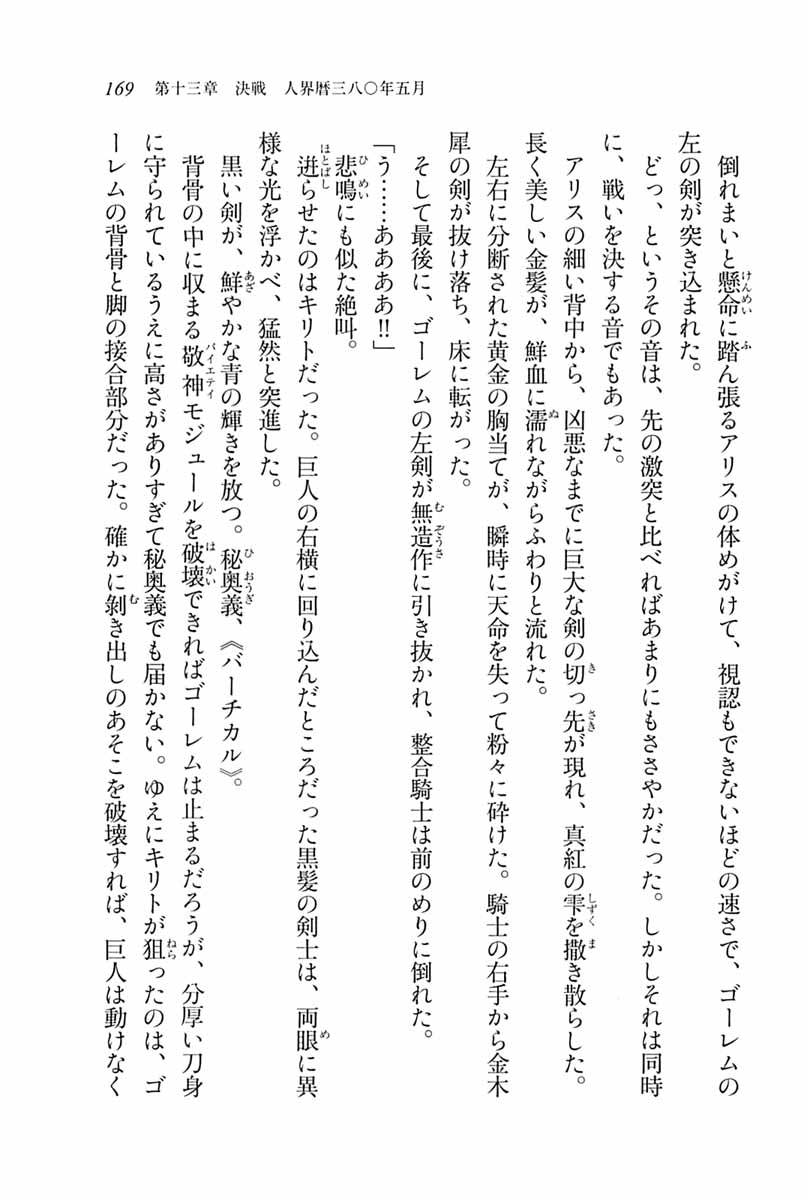 169 第十三章 決戦 人界暦三八〇年五月
倒れまいと懸命に踏ん張るアリスの体めがけて、視認もできないほどの速さで、ゴーレムの
左の剣が突き込まれた。
どっ、というその音は、先の激突と比べればあまりにもささやかだった。しかしそれは同時
に、戦いを決する音でもあった。
アリスの細い背中から、凶悪なまでに巨大な剣の切っ先が現れ、真紅の雫を撒き散らした。
長く美しい金髪が、鮮血に濡れながらふわりと流れた。
左右に分断された黄金の胸当てが、瞬時に天命を失って粉々に砕けた。騎士の右手から金木
犀の剣が抜け落ち、床に転がった。
そして最後に、ゴーレムの左剣が無造作に引き抜かれ、整合騎士は前のめりに倒れた。
「う……ああああ!!」
悲鳴にも似た絶叫。
迸らせたのはキリトだった。巨人の右横に回り込んだところだった黒髪の剣士は、両眼に異
様な光を浮かべ、猛然と突進した。
黒い剣が、鮮やかな青の輝きを放つ。秘奥義、《バーチカル》。
背骨の中に収まる敬神モジュールを破壊できればゴーレムは止まるだろうが、分厚い刀身
に守られているうえに高さがありすぎて秘奥義でも届かない。ゆえにキリトが狙ったのは、ゴ
ーレムの背骨と脚の接合部分だった。確かに剝き出しのあそこを破壊すれば、巨人は動けなく